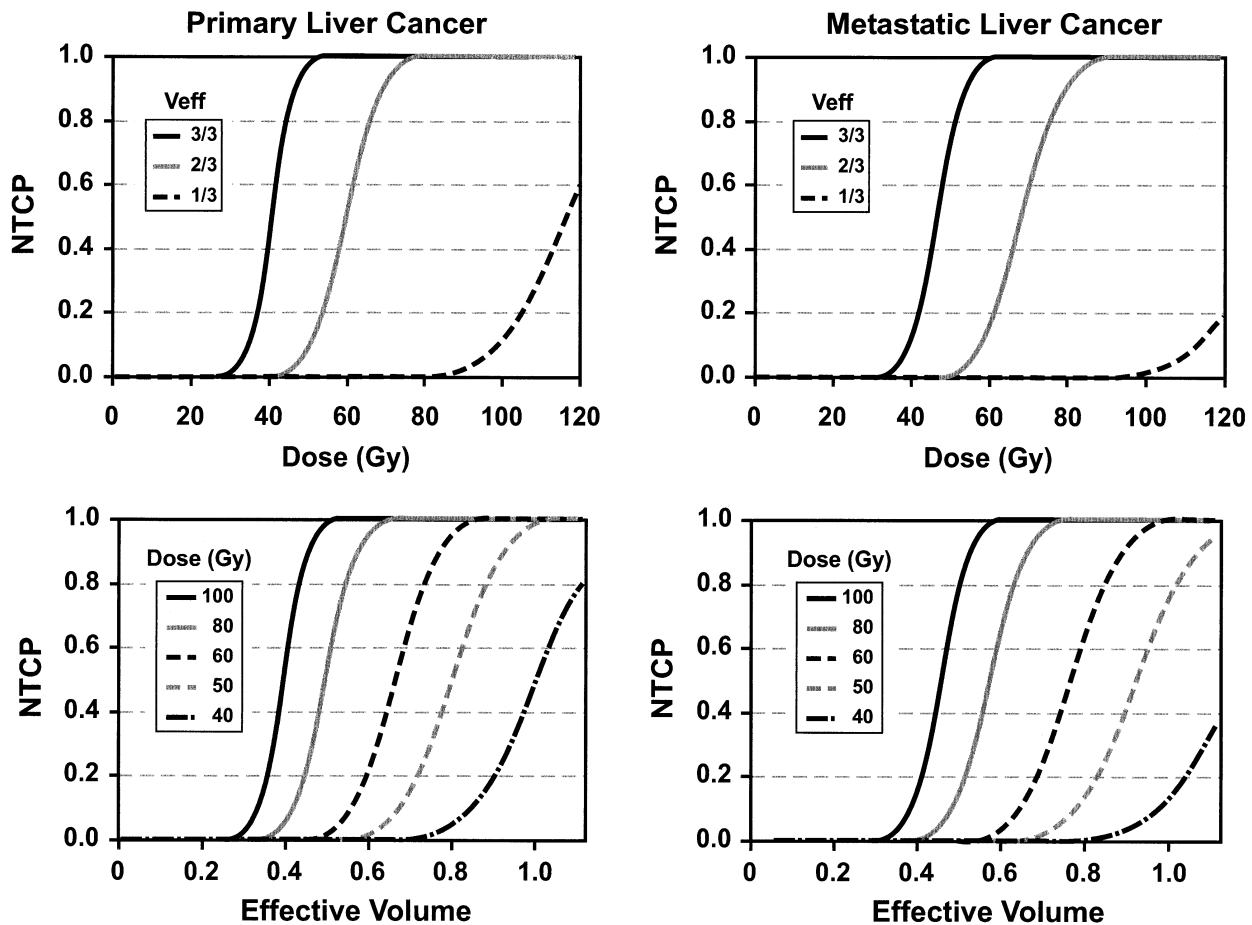 Primary Liver Cancer
NTCP
1.0
0.8
0.6
0.4
0.2
0.0
Veff
3/3
2/3
1/3
0 20 40 60 80 100 120
Dose (Gy)
Metastatic Liver Cancer
NTCP
1.0
0.8
0.6
0.4
0.2
0.0
Veff
3/3
2/3
1/3
0 20 40 60 80 100 120
Dose (Gy)
NTCP
1.0
0.8
0.6
0.4
0.2
0.0
Dose (Gy)
100
80
60
50
40
0 0.2 0.4 0.6 0.8 1.0
Effective Volume
NTCP
1.0
0.8
0.6
0.4
0.2
0.0
Dose (Gy)
100
80
60
50
40
0 0.2 0.4 0.6 0.8 1.0
Effective Volume